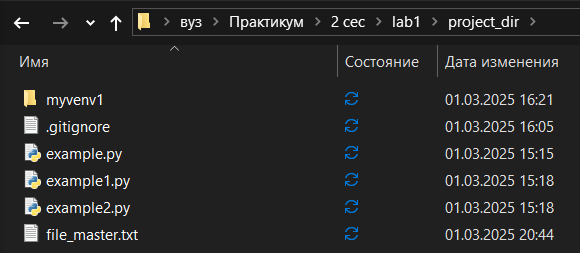 вуз > Практикум > 2 сес > lab1 > project_dir >
Имя Состояние Дата изменения
myvenv1 01.03.2025 16:21
.gitignore 01.03.2025 16:05
example.py 01.03.2025 15:15
example1.py 01.03.2025 15:18
example2.py 01.03.2025 15:18
file_master.txt 01.03.2025 20:44